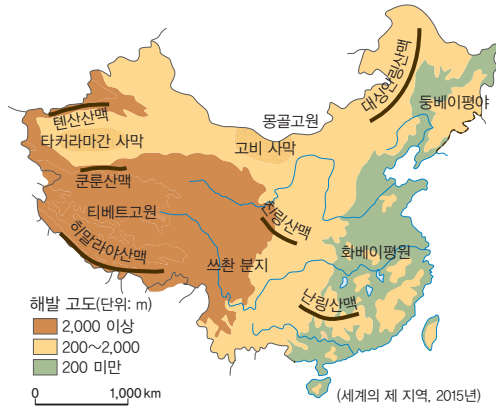 대싱안링산맥
둥베이평야
톈산산맥
몽골고원
타커라마간 사막
고비 사막
쿤룬산맥
티베트고원
친링산맥
히말라야산맥
쓰촨 분지
화베이평원
난링산맥
해발 고도(단위: m)
2,000 이상
200~2,000
200 미만
0 1,000 km
(세계의 제 지역, 2015년)